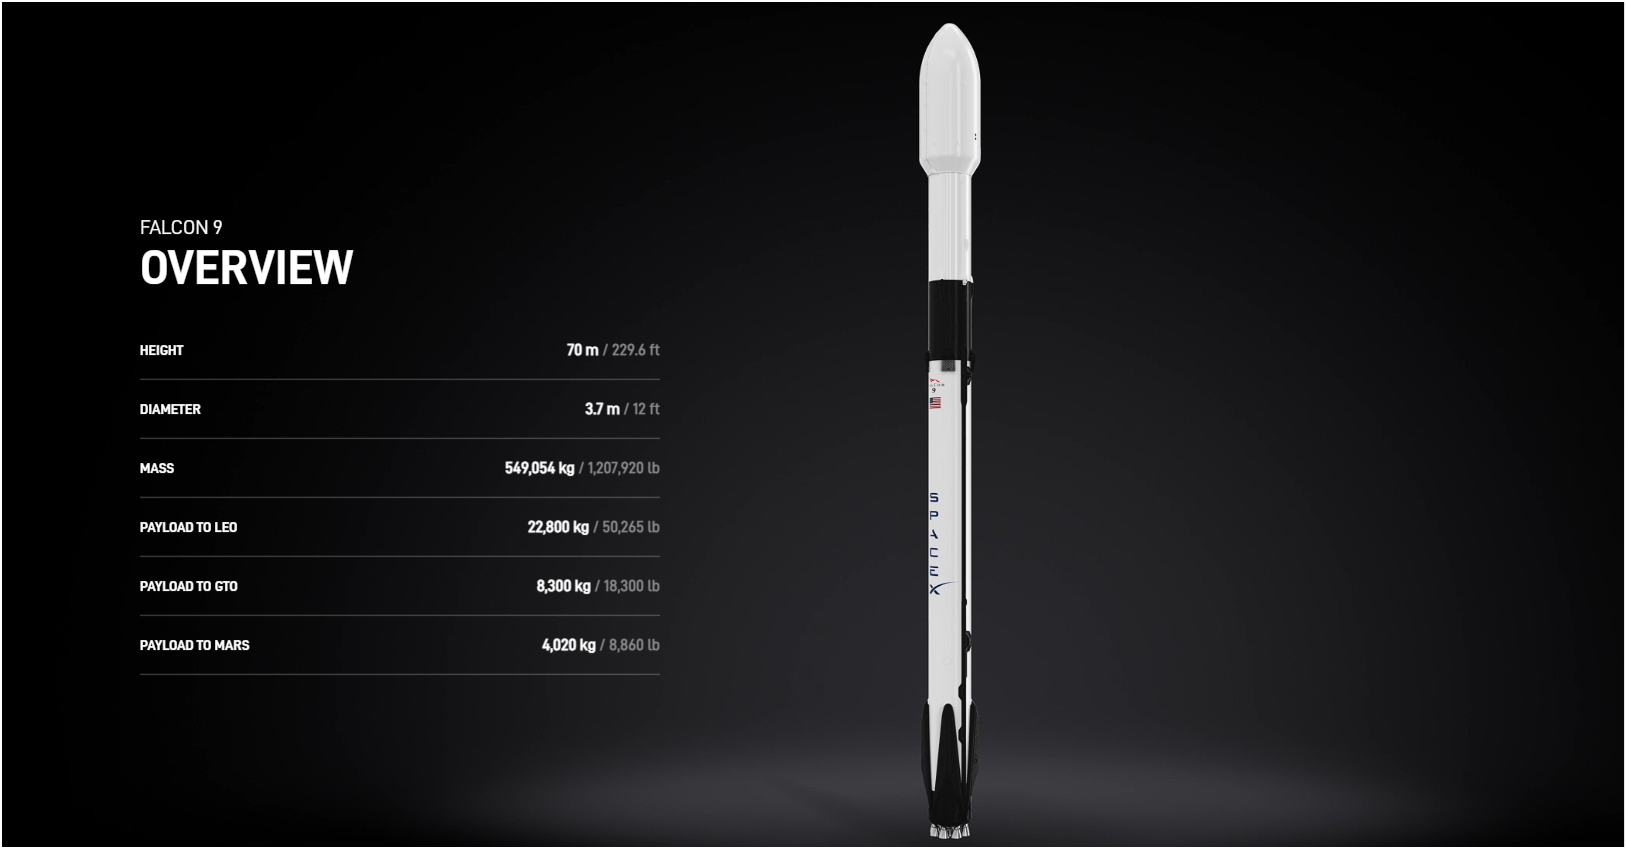 FALCON 9
OVERVIEW
HEIGHT 70 m / 229.6 ft
DIAMETER 3.7 m / 12 ft
MASS 549,054 kg / 1,207,920 lb
PAYLOAD TO LEO 22,800 kg / 50,265 lb
PAYLOAD TO GTO 8,300 kg / 18,300 lb
PAYLOAD TO MARS 4,020 kg / 8,860 lb
9
SPACEX